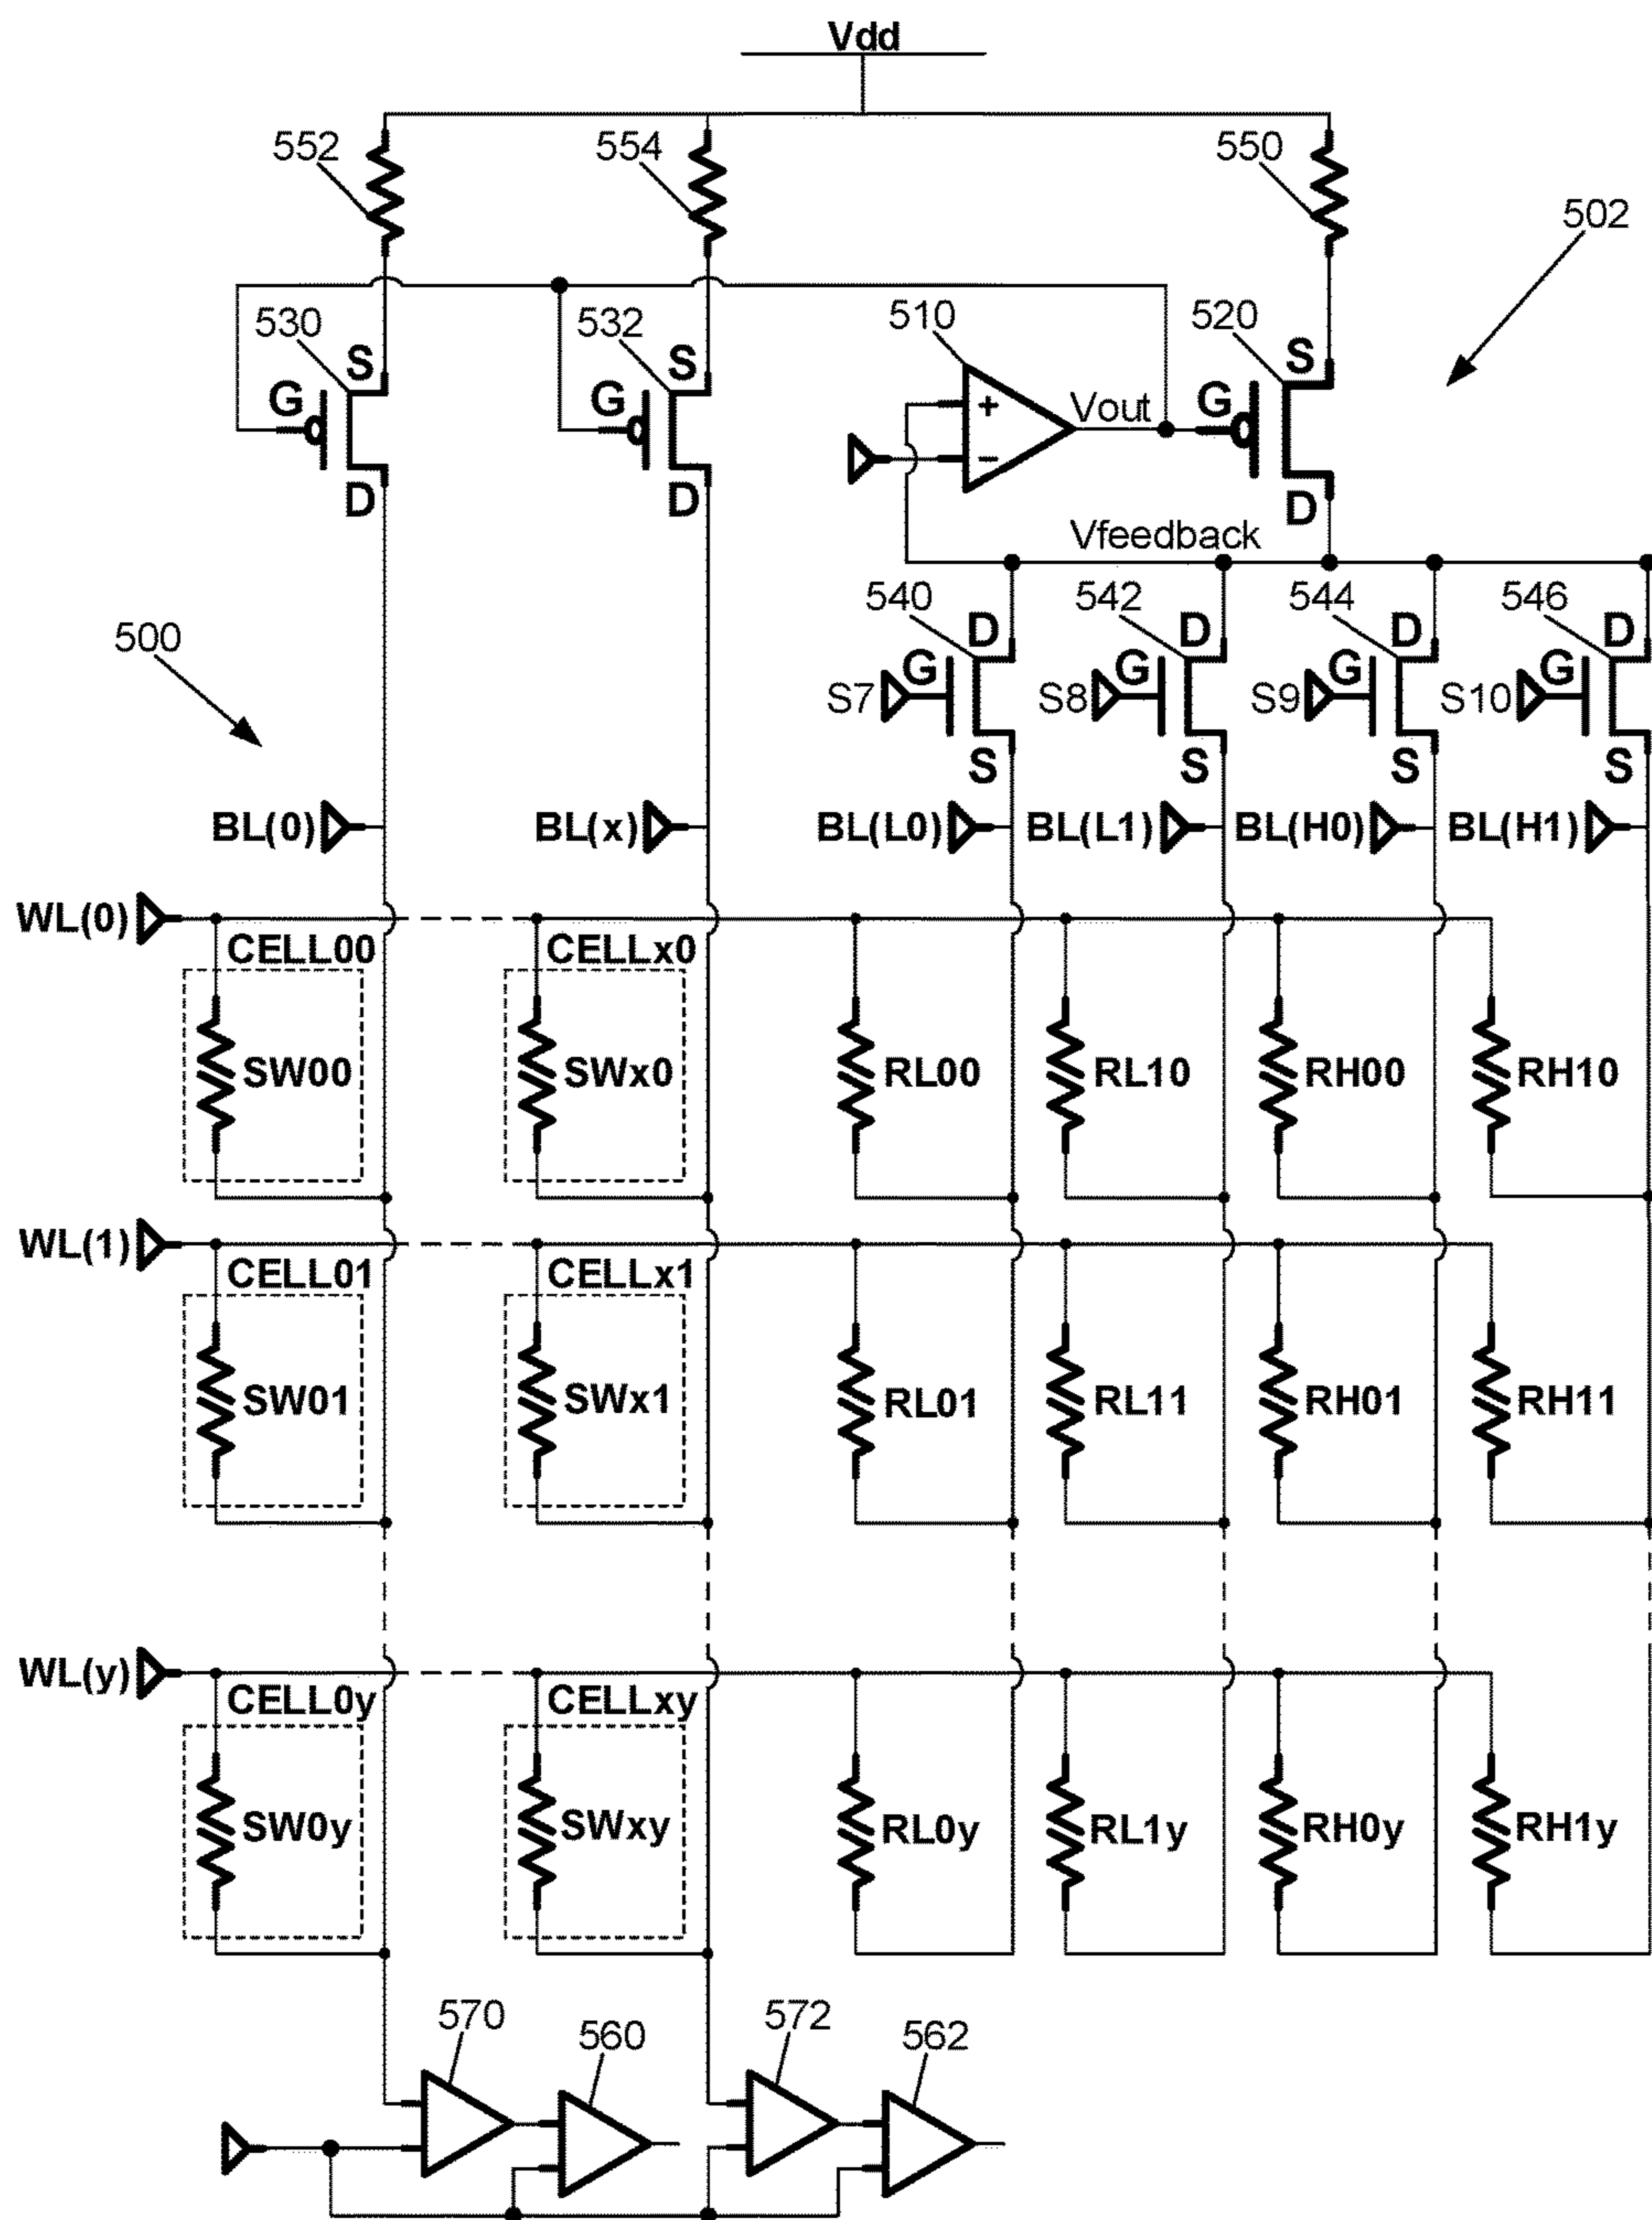 Vdd
552
554
550
502
530
532
510
520
S
S
S
G
G
+
Vout
G
−
D
D
D
Vfeedback
540
542
544
546
500
D
D
D
D
G
G
G
G
S7
S8
S9
S10
S
S
S
S
BL(0)
BL(x)
BL(L0)
BL(L1)
BL(H0)
BL(H1)
WL(0)
CELL00
CELLx0
SW00
SWx0
RL00
RL10
RH00
RH10
WL(1)
CELL01
CELLx1
SW01
SWx1
RL01
RL11
RH01
RH11
WL(y)
CELL0y
CELLxy
SW0y
SWxy
RL0y
RL1y
RH0y
RH1y
570
560
572
562